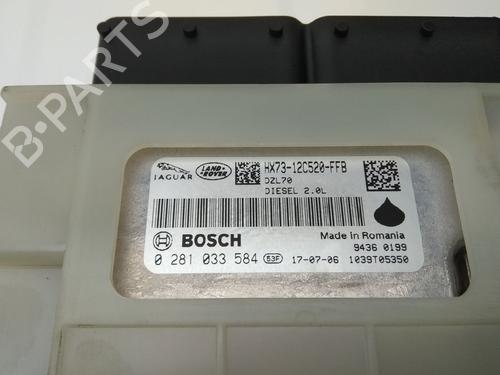 B-PARTS
JAGUAR
LAND-ROVER
HX73-12C520-FFB
DZL70
DIESEL 2.0L
BOSCH
Made in Romania
9436 0199
0 281 033 584 53F 17-07-06 1039T05350